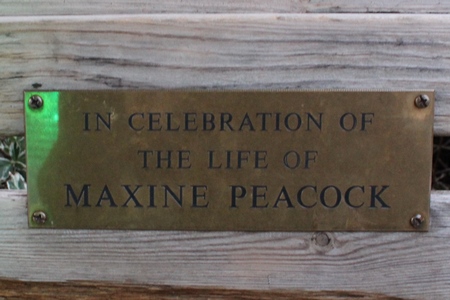 IN CELEBRATION OF
THE LIFE OF
MAXINE PEACOCK